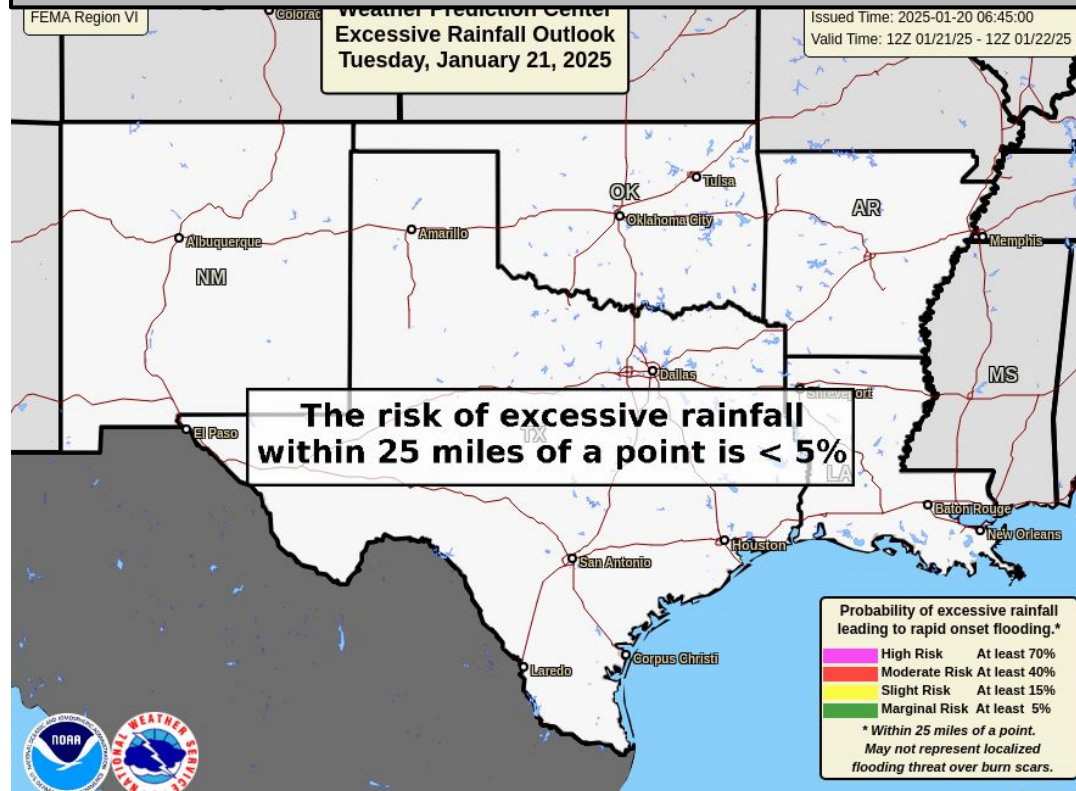 FEMA Region VI
Weather Prediction Center
Excessive Rainfall Outlook
Tuesday, January 21, 2025
Issued Time: 2025-01-20 06:45:00
Valid Time: 12Z 01/21/25 - 12Z 01/22/25
Colorad
Tulsa
OK
Oklahoma City
AR
Albuquerque
Amarillo
Memphis
NM
Dallas
MS
Shreveport
The risk of excessive rainfall
within 25 miles of a point is < 5%
El Paso
TX
LA
Baton Rouge
New Orleans
Houston
San Antonio
Laredo
Corpus Christi
Probability of excessive rainfall
leading to rapid onset flooding.*
High Risk At least 70%
Moderate Risk At least 40%
Slight Risk At least 15%
Marginal Risk At least 5%
* Within 25 miles of a point.
May not represent localized
flooding threat over burn scars.
NOAA
NATIONAL WEATHER SERVICE